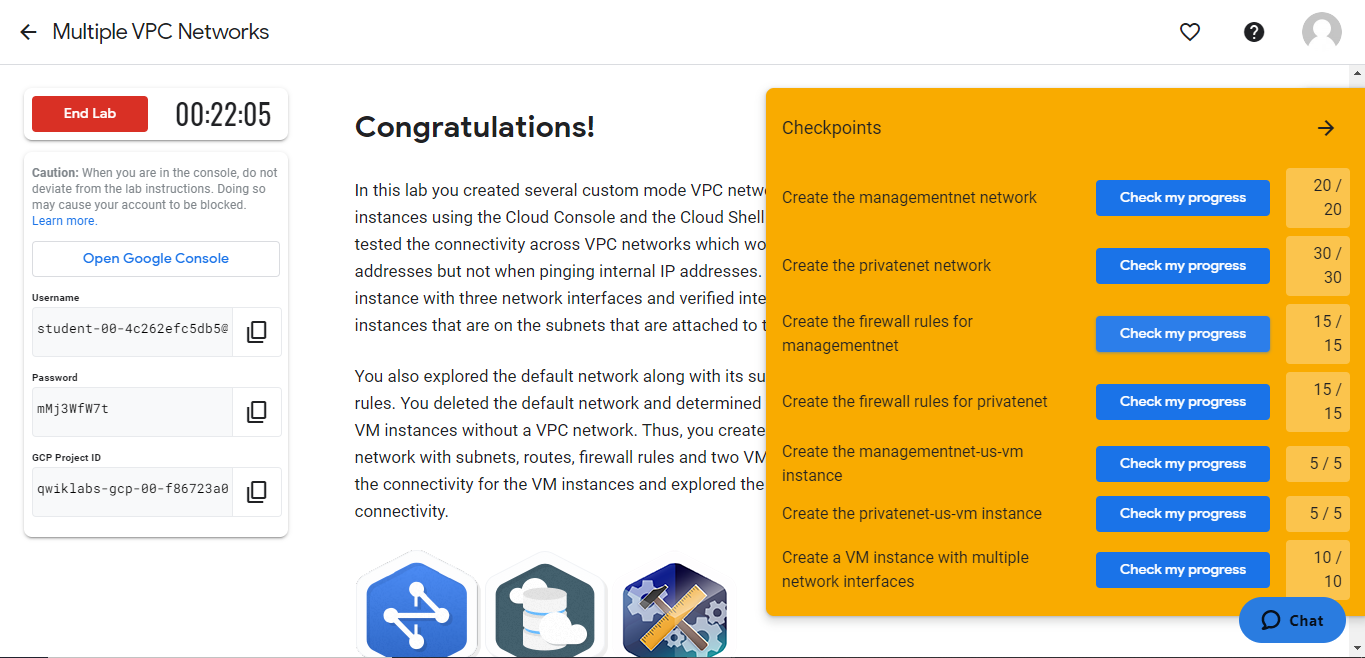 Multiple VPC Networks
End Lab
00:22:05
Caution: When you are in the console, do not
deviate from the lab instructions. Doing so
may cause your account to be blocked.
Learn more.
Open Google Console
Username
student-00-4c262efc5db5@
Password
mMj3WfW7t
GCP Project ID
qwiklabs-gcp-00-f86723a0
Congratulations!
In this lab you created several custom mode VPC netw
instances using the Cloud Console and the Cloud Shell
tested the connectivity across VPC networks which wo
addresses but not when pinging internal IP addresses.
instance with three network interfaces and verified inte
instances that are on the subnets that are attached to t
You also explored the default network along with its su
rules. You deleted the default network and determined
VM instances without a VPC network. Thus, you create
network with subnets, routes, firewall rules and two VM
the connectivity for the VM instances and explored the
connectivity.
Checkpoints
Create the managementnet network
Check my progress
20 /
20
Create the privatenet network
Check my progress
30 /
30
Create the firewall rules for
managementnet
Check my progress
15 /
15
Create the firewall rules for privatenet
Check my progress
15 /
15
Create the managementnet-us-vm
instance
Check my progress
5 / 5
Create the privatenet-us-vm instance
Check my progress
5 / 5
Create a VM instance with multiple
network interfaces
Check my progress
10 /
10
Chat